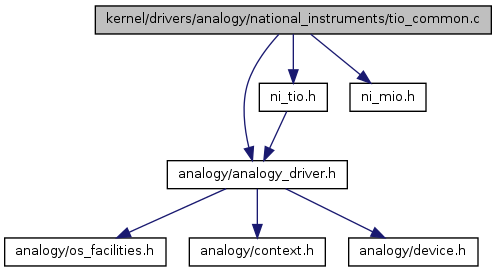 kernel/drivers/analogy/national_instruments/tio_common.c
ni_tio.h
ni_mio.h
analogy/analogy_driver.h
analogy/os_facilities.h
analogy/context.h
analogy/device.h